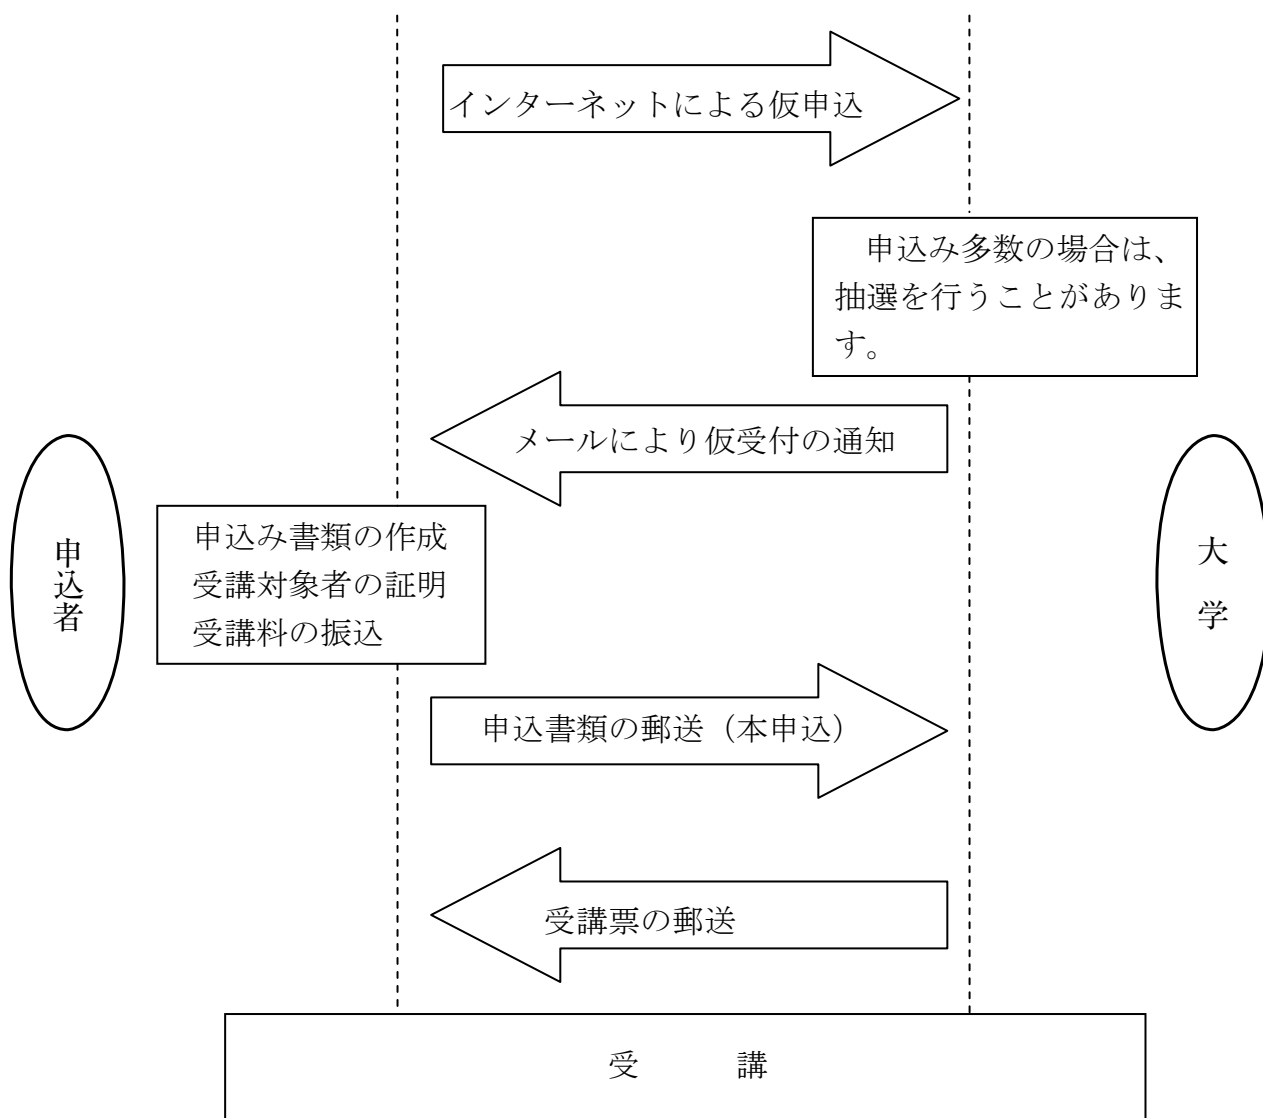 インターネットによる仮申込
申込み多数の場合は、
抽選を行うことがありま
す。
メールにより仮受付の通知
申込者
大学
申込み書類の作成
受講対象者の証明
受講料の振込
申込書類の郵送（本申込）
受講票の郵送
受　　講